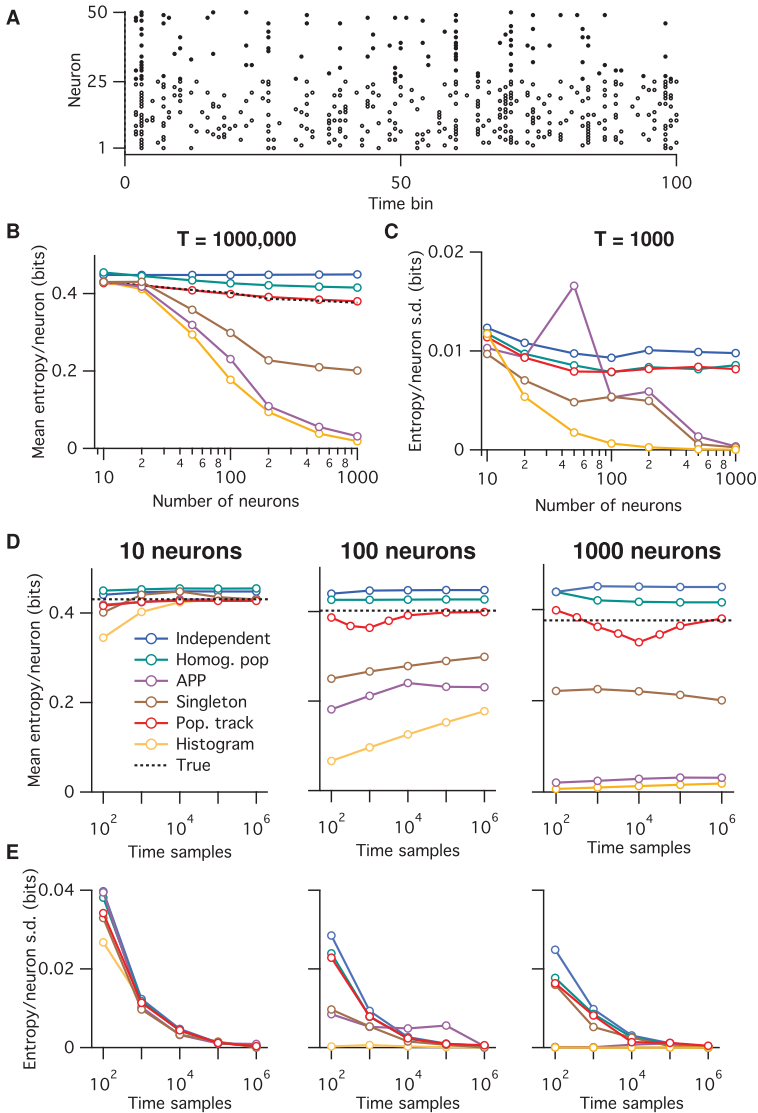 A
50
25
1
Neuron
0 50 100
Time bin
B
T = 1000,000
Mean entropy/neuron (bits)
0.4
0.2
0
2 4 6 8 2 4 6 8
10 100 1000
Number of neurons
C
T = 1000
Entropy/neuron s.d. (bits)
0.02
0.01
0
2 4 6 8 2 4 6 8
10 100 1000
Number of neurons
D
10 neurons
100 neurons
1000 neurons
Mean entropy/neuron (bits)
0.4
0.2
0
Independent
Homog. pop
APP
Singleton
Pop. track
Histogram
True
10² 10⁴ 10⁶
Time samples
10² 10⁴ 10⁶
Time samples
10² 10⁴ 10⁶
Time samples
E
Entropy/neuron s.d. (bits)
0.04
0.02
0
10² 10⁴ 10⁶
Time samples
10² 10⁴ 10⁶
Time samples
10² 10⁴ 10⁶
Time samples